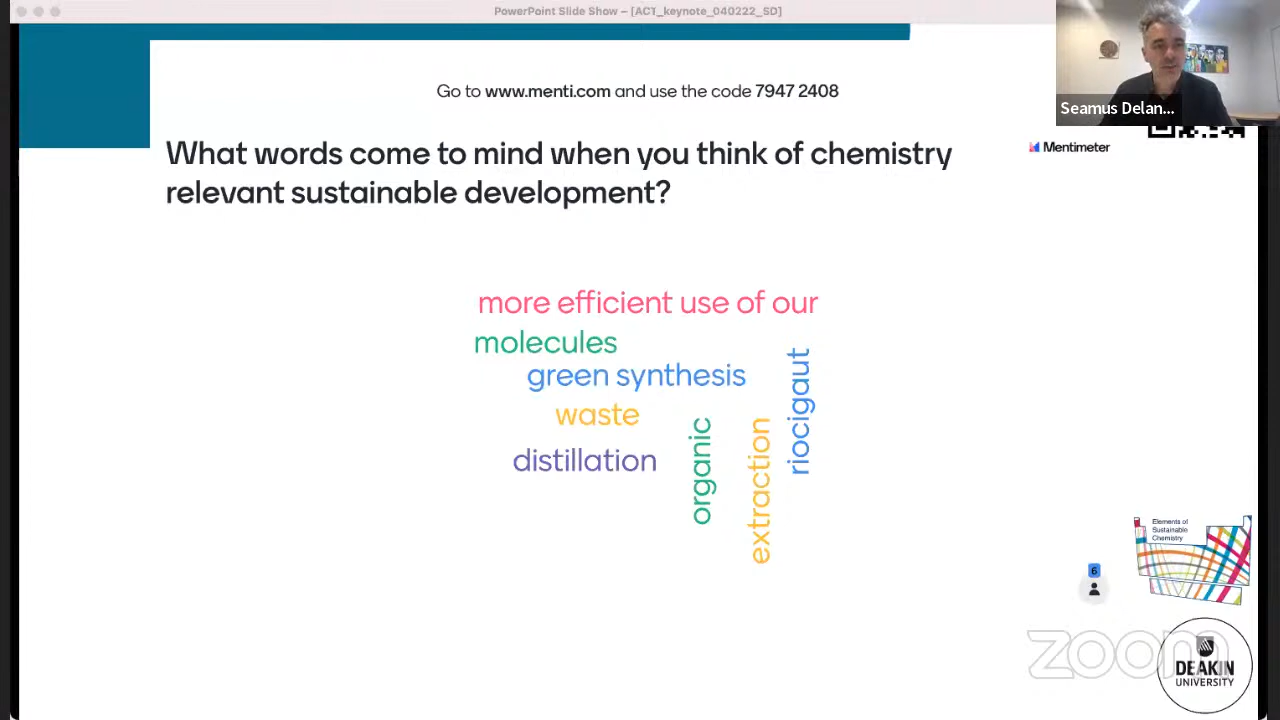 PowerPoint Slide Show – [ACT_keynote_040222_SD]
Go to www.menti.com and use the code 7947 2408
Seamus Delan...
Mentimeter
What words come to mind when you think of chemistry
relevant sustainable development?
more efficient use of our
molecules
green synthesis
waste
distillation
organic
extraction
riocigaut
Elements of
Sustainable
Chemistry
6
zoom
DEAKIN
UNIVERSITY